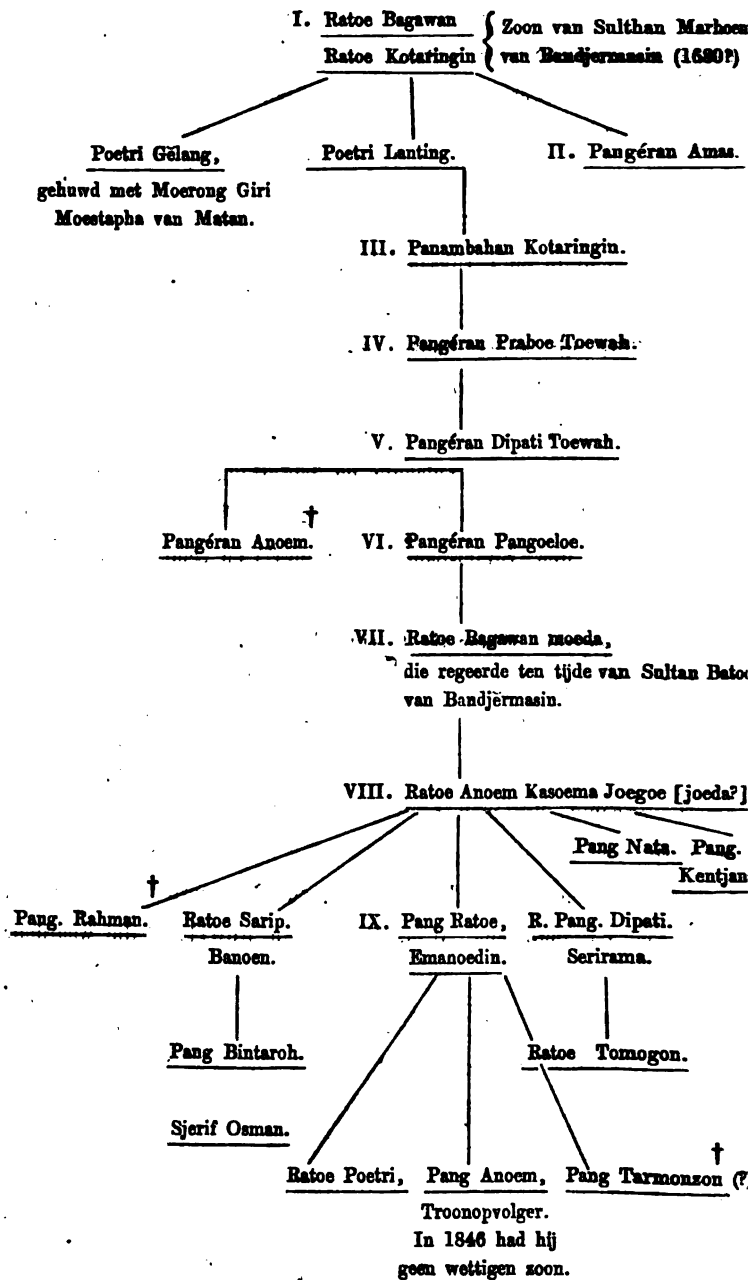 I. Ratoe Bagawan { Zoon van Sulthan Marhoem
Ratoe Kotaringin van Bandjermasin (1680?)
Poetri Gĕlang, Poetri Lanting. II. Pangéran Amas.
gehuwd met Moerong Giri
Moestapha van Matan.
III. Panambahan Kotaringin.
IV. Pangéran Praboe Toewah.
V. Pangéran Dipati Toewah.
†
Pangéran Anoem. VI. Pangéran Pangoeloe.
VII. Ratoe Bagawan moeda,
die regeerde ten tijde van Sultan Batoe
van Bandjĕrmasin.
VIII. Ratoe Anoem Kasoema Joegoe [joeda?]
Pang Nata. Pang.
Kentjan
†
Pang. Rahman. Ratoe Sarip. IX. Pang Ratoe, R. Pang. Dipati.
Banoen. Emanoedin. Serirama.
Pang Bintaroh. Ratoe Tomogon.
Sjerif Osman.
†
Ratoe Poetri, Pang Anoem, Pang Tarmonzon (?)
Troonopvolger.
In 1846 had hij
geen wettigen zoon.